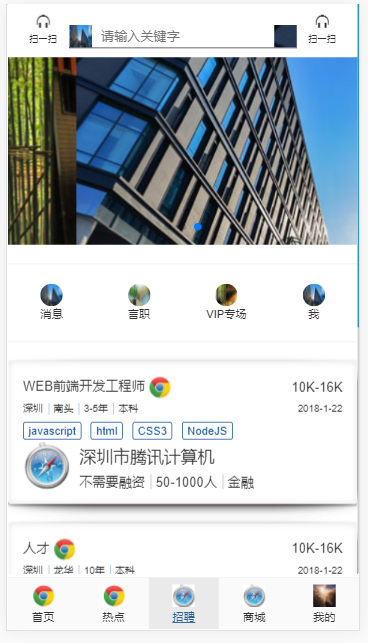 扫一扫 请输入关键字 扫一扫
消息 言职 VIP专场 我
WEB前端开发工程师 10K-16K
深圳 南头 3-5年 本科 2018-1-22
javascript html CSS3 NodeJS
深圳市腾讯计算机
不需要融资 50-1000人 金融
人才 10K-16K
深圳 龙华 10年 本科 2018-1-22
首页 热点 招聘 商城 我的